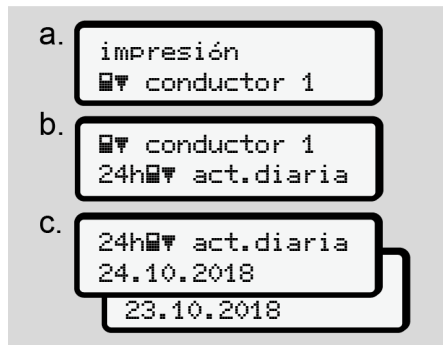 a.
impresión
conductor 1
b.
conductor 1
24h act.diaria
c.
24h act.diaria
24.10.2018
23.10.2018